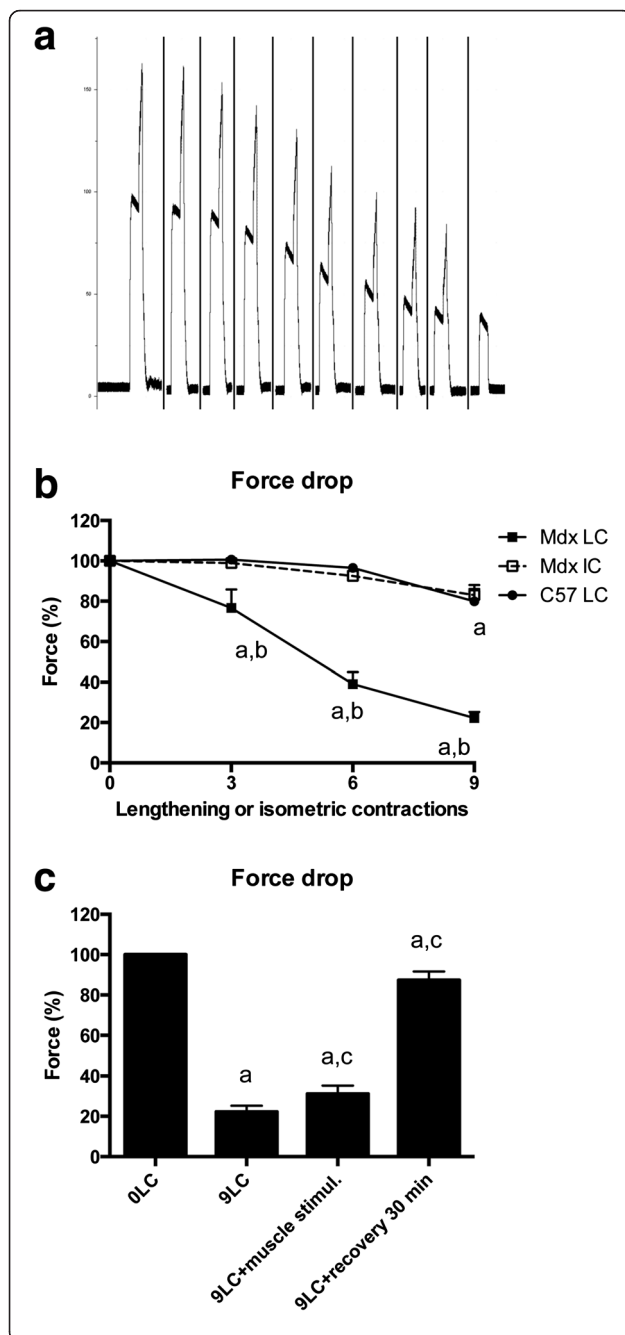 a
150
100
50
0
b
Force drop
120
100
80
60
40
20
0
Force (%)
0 3 6 9
Lengthening or isometric contractions
Mdx LC
Mdx IC
C57 LC
a
a,b
a,b
a,b
c
Force drop
120
100
80
60
40
20
0
Force (%)
a
a,c
a,c
0LC
9LC
9LC+muscle stimul.
9LC+recovery 30 min